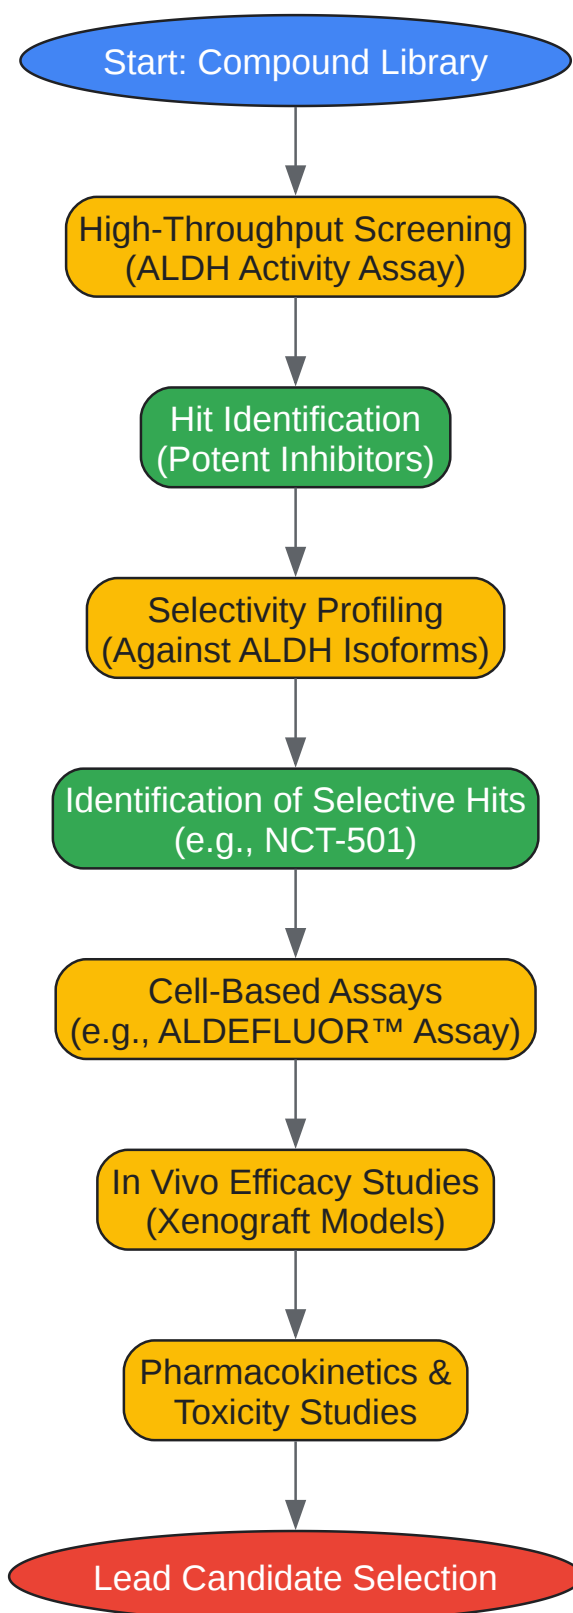 Start: Compound Library
High-Throughput Screening
(ALDH Activity Assay)
Hit Identification
(Potent Inhibitors)
Selectivity Profiling
(Against ALDH Isoforms)
Identification of Selective Hits
(e.g., NCT-501)
Cell-Based Assays
(e.g., ALDEFLUOR™ Assay)
In Vivo Efficacy Studies
(Xenograft Models)
Pharmacokinetics &
Toxicity Studies
Lead Candidate Selection